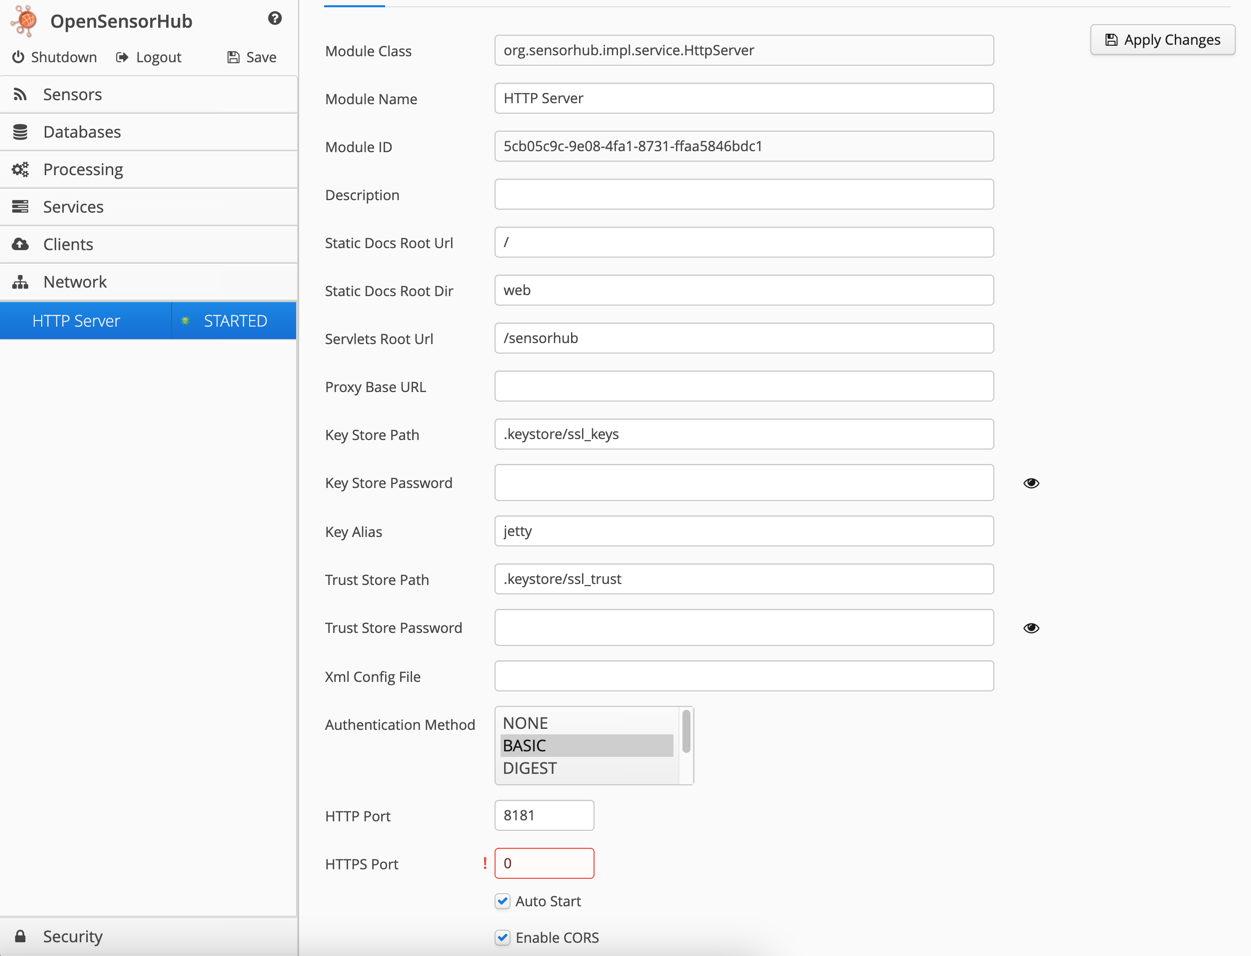 OpenSensorHub
Shutdown Logout Save
Sensors
Databases
Processing
Services
Clients
Network
HTTP Server STARTED
Security
Apply Changes
Module Class org.sensorhub.impl.service.HttpServer
Module Name HTTP Server
Module ID 5cb05c9c-9e08-4fa1-8731-ffaa5846bdc1
Description
Static Docs Root Url /
Static Docs Root Dir web
Servlets Root Url /sensorhub
Proxy Base URL
Key Store Path .keystore/ssl_keys
Key Store Password
Key Alias jetty
Trust Store Path .keystore/ssl_trust
Trust Store Password
Xml Config File
Authentication Method NONE
BASIC
DIGEST
HTTP Port 8181
HTTPS Port ! 0
Auto Start
Enable CORS